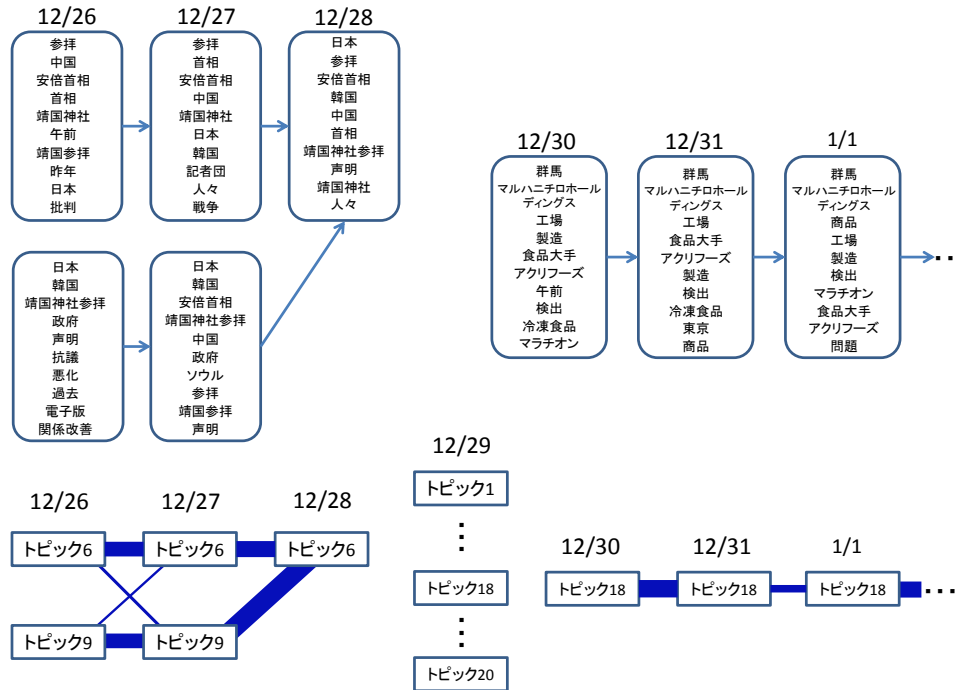 12/26
参拝
中国
安倍首相
首相
靖国神社
午前
靖国参拝
昨年
日本
批判
12/27
参拝
首相
安倍首相
中国
靖国神社
日本
韓国
記者団
人々
戦争
12/28
日本
参拝
安倍首相
韓国
中国
首相
靖国神社参拝
声明
靖国神社
人々
日本
韓国
靖国神社参拝
政府
声明
抗議
悪化
過去
電子版
関係改善
日本
韓国
安倍首相
靖国神社参拝
中国
政府
ソウル
参拝
靖国参拝
声明
12/30
群馬
マルハニチロホール
ディングス
工場
製造
食品大手
アクリフーズ
午前
検出
冷凍食品
マラチオン
12/31
群馬
マルハニチロホール
ディングス
工場
食品大手
アクリフーズ
製造
検出
冷凍食品
東京
商品
1/1
群馬
マルハニチロホール
ディングス
商品
工場
製造
検出
マラチオン
食品大手
アクリフーズ
問題
‥
12/26
トピック6
トピック9
12/27
トピック6
トピック9
12/28
トピック6
12/29
トピック1
⋮
トピック18
⋮
トピック20
12/30
トピック18
12/31
トピック18
1/1
トピック18
…